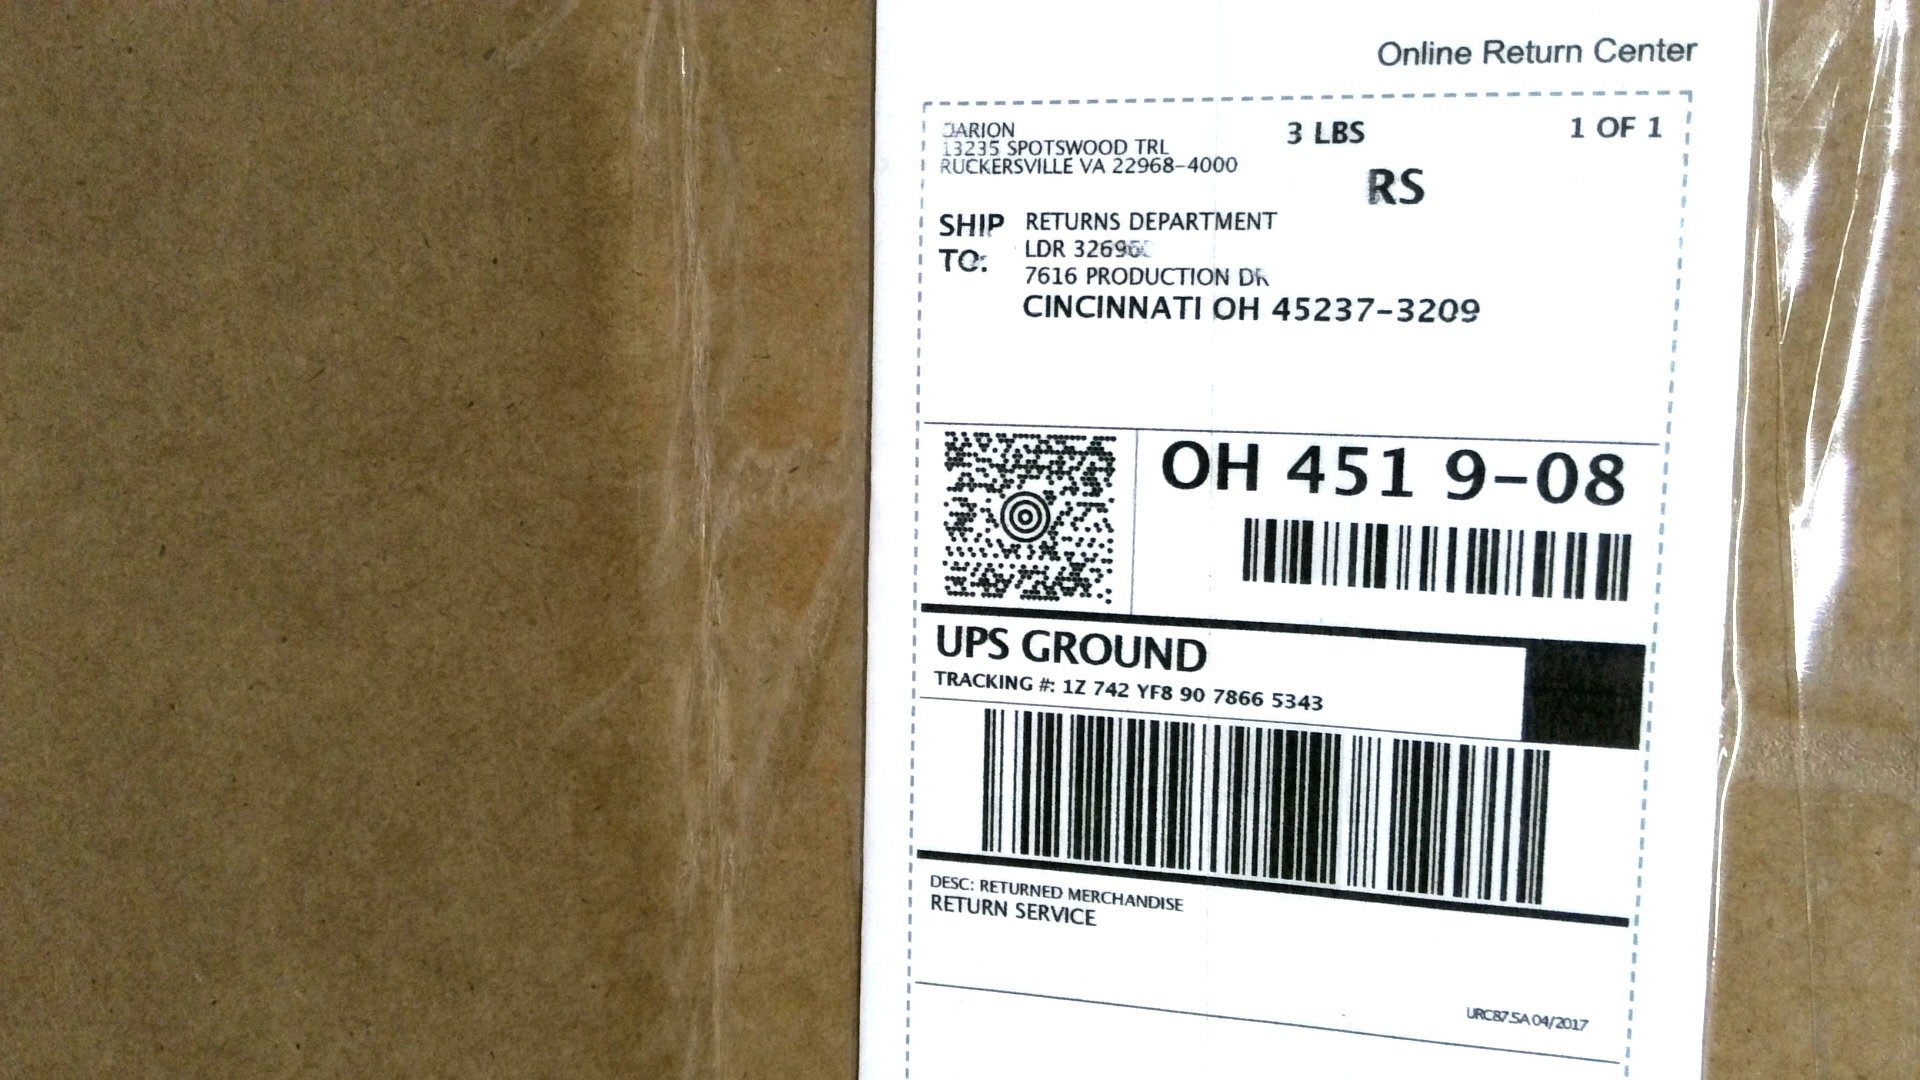 Online Return Center
3 LBS
1 OF 1
13235 SPOTSWOOD TRL
RUCKERSVILLE VA 22968-4000
RS
SHIP TO:
RETURNS DEPARTMENT
LDR
7616 PRODUCTION DR
CINCINNATI OH 45237-3209
OH 451 9-08
UPS GROUND
TRACKING #: 1Z 742 YF8 90 7866 5343
DESC: RETURNED MERCHANDISE
RETURN SERVICE
URC87.5A 04/2017